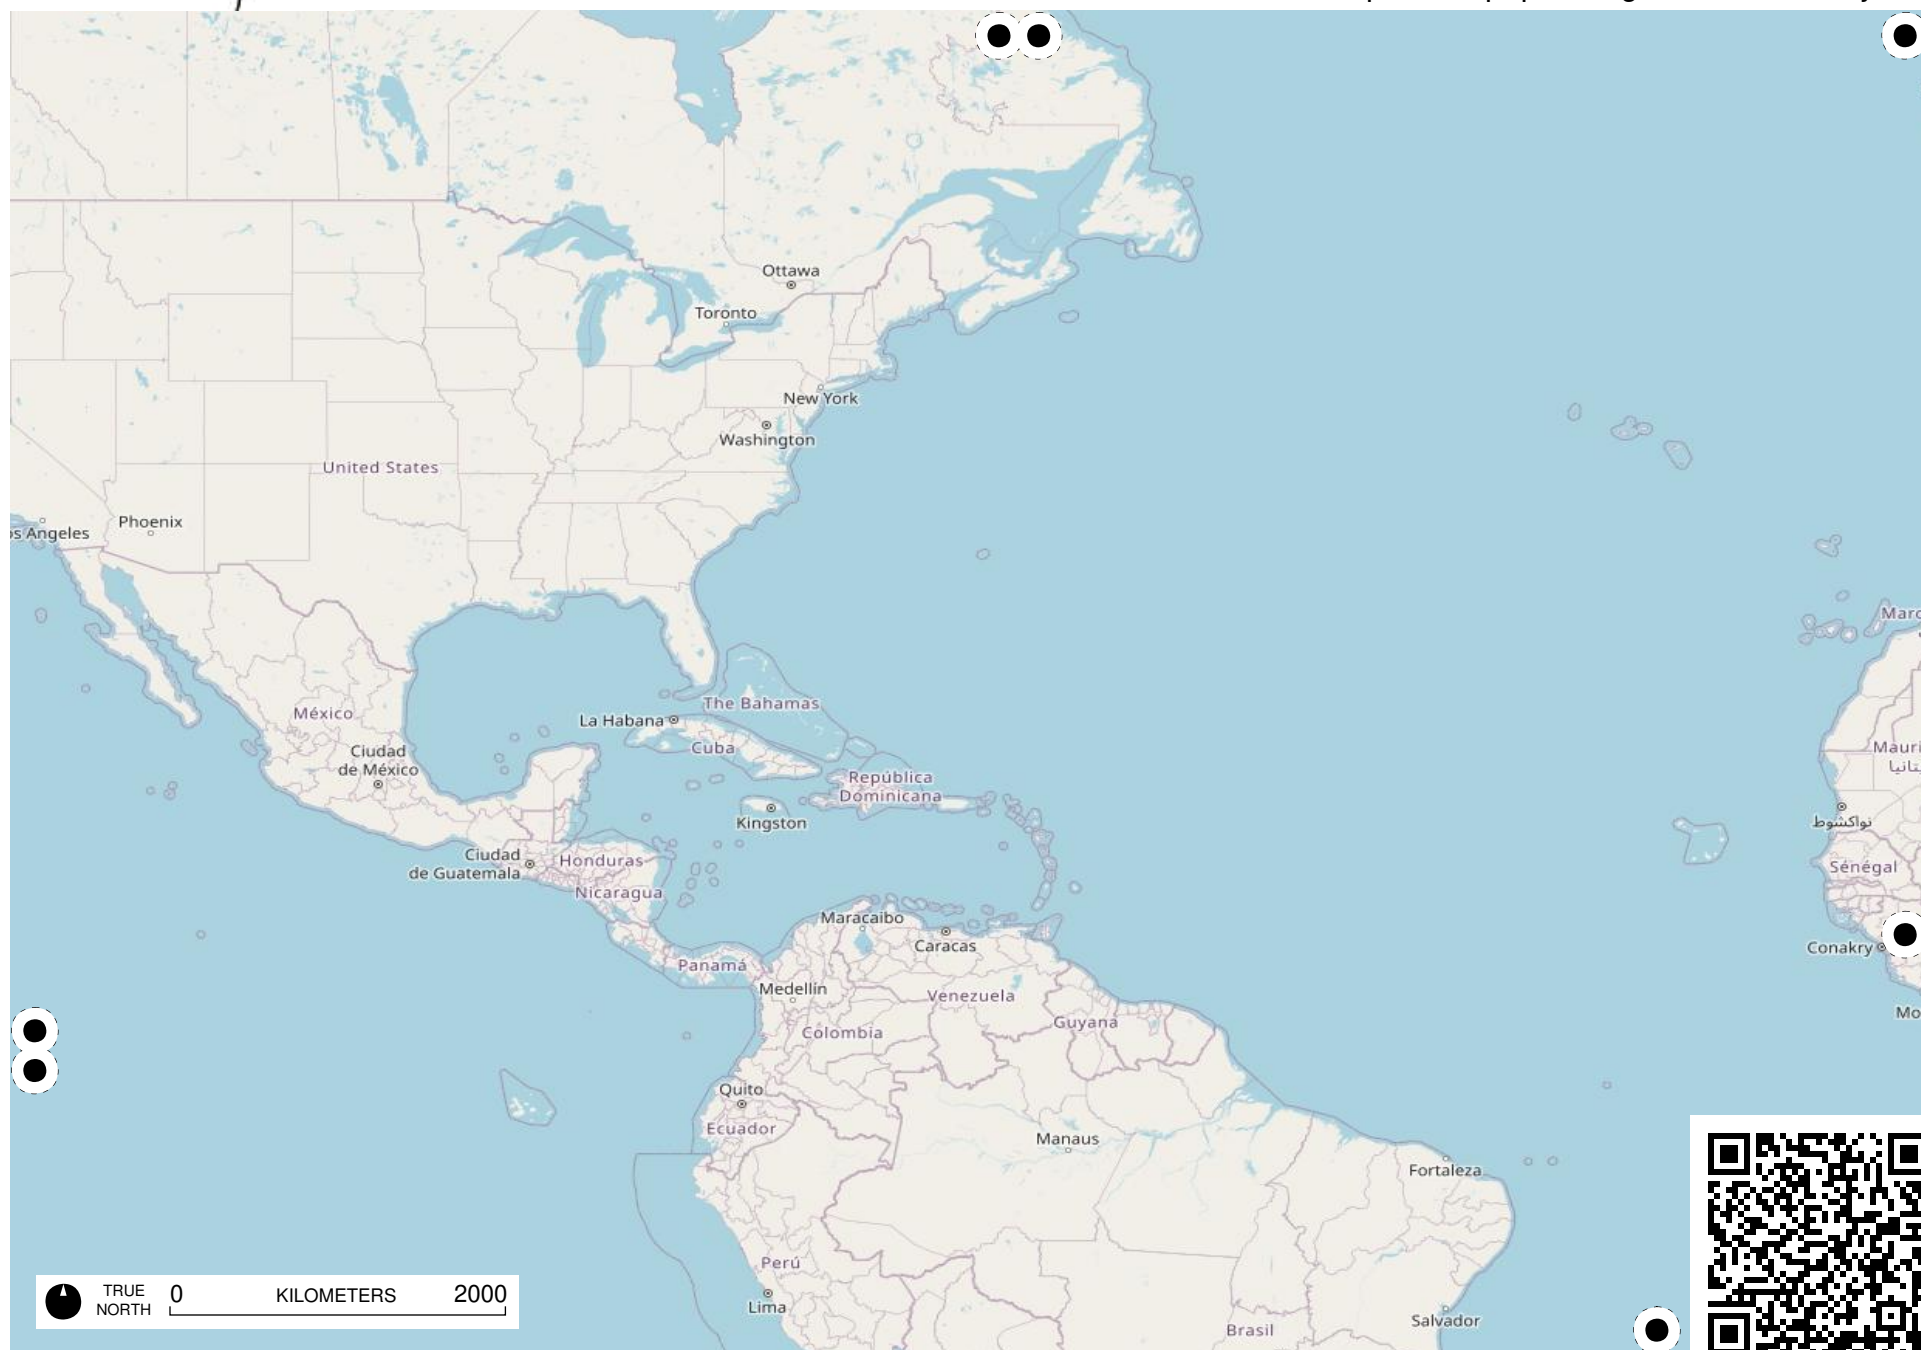 Ottawa
Toronto
New York
Washington
United States
os Angeles
Phoenix
México
Ciudad
de México
La Habana
The Bahamas
Cuba
República
Dominicana
Kingston
Ciudad
de Guatemala
Honduras
Nicaragua
Maracaibo
Caracas
Panamá
Medellín
Venezuela
Colombia
Guyana
Quito
Ecuador
Manaus
Fortaleza
Perú
Lima
Brasil
Salvador
Maro
Mauri
نواكشوط
Sénégal
Conakry
Mo
TRUE
NORTH
0 KILOMETERS 2000